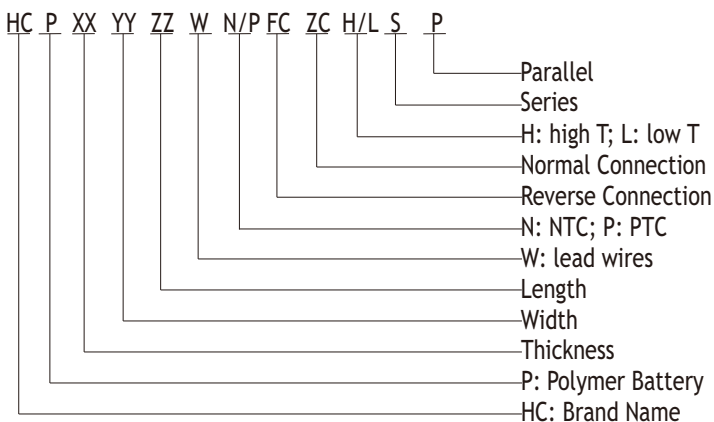 HC P XX YY ZZ W N/P FC ZC H/L S P
Parallel
Series
H: high T; L: low T
Normal Connection
Reverse Connection
N: NTC; P: PTC
W: lead wires
Length
Width
Thickness
P: Polymer Battery
HC: Brand Name